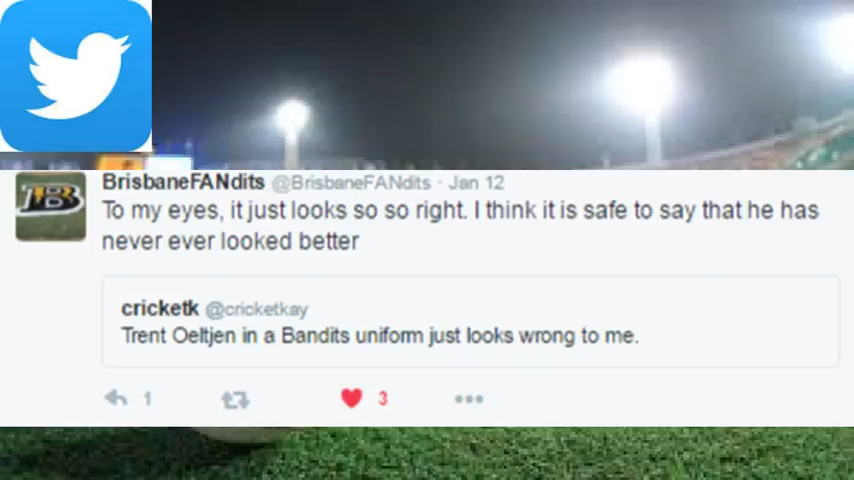 BrisbaneFANdits @BrisbaneFANdits · Jan 12
To my eyes, it just looks so so right. I think it is safe to say that he has
never ever looked better
cricketk @cricketkay
Trent Oeltjen in a Bandits uniform just looks wrong to me.
1 3